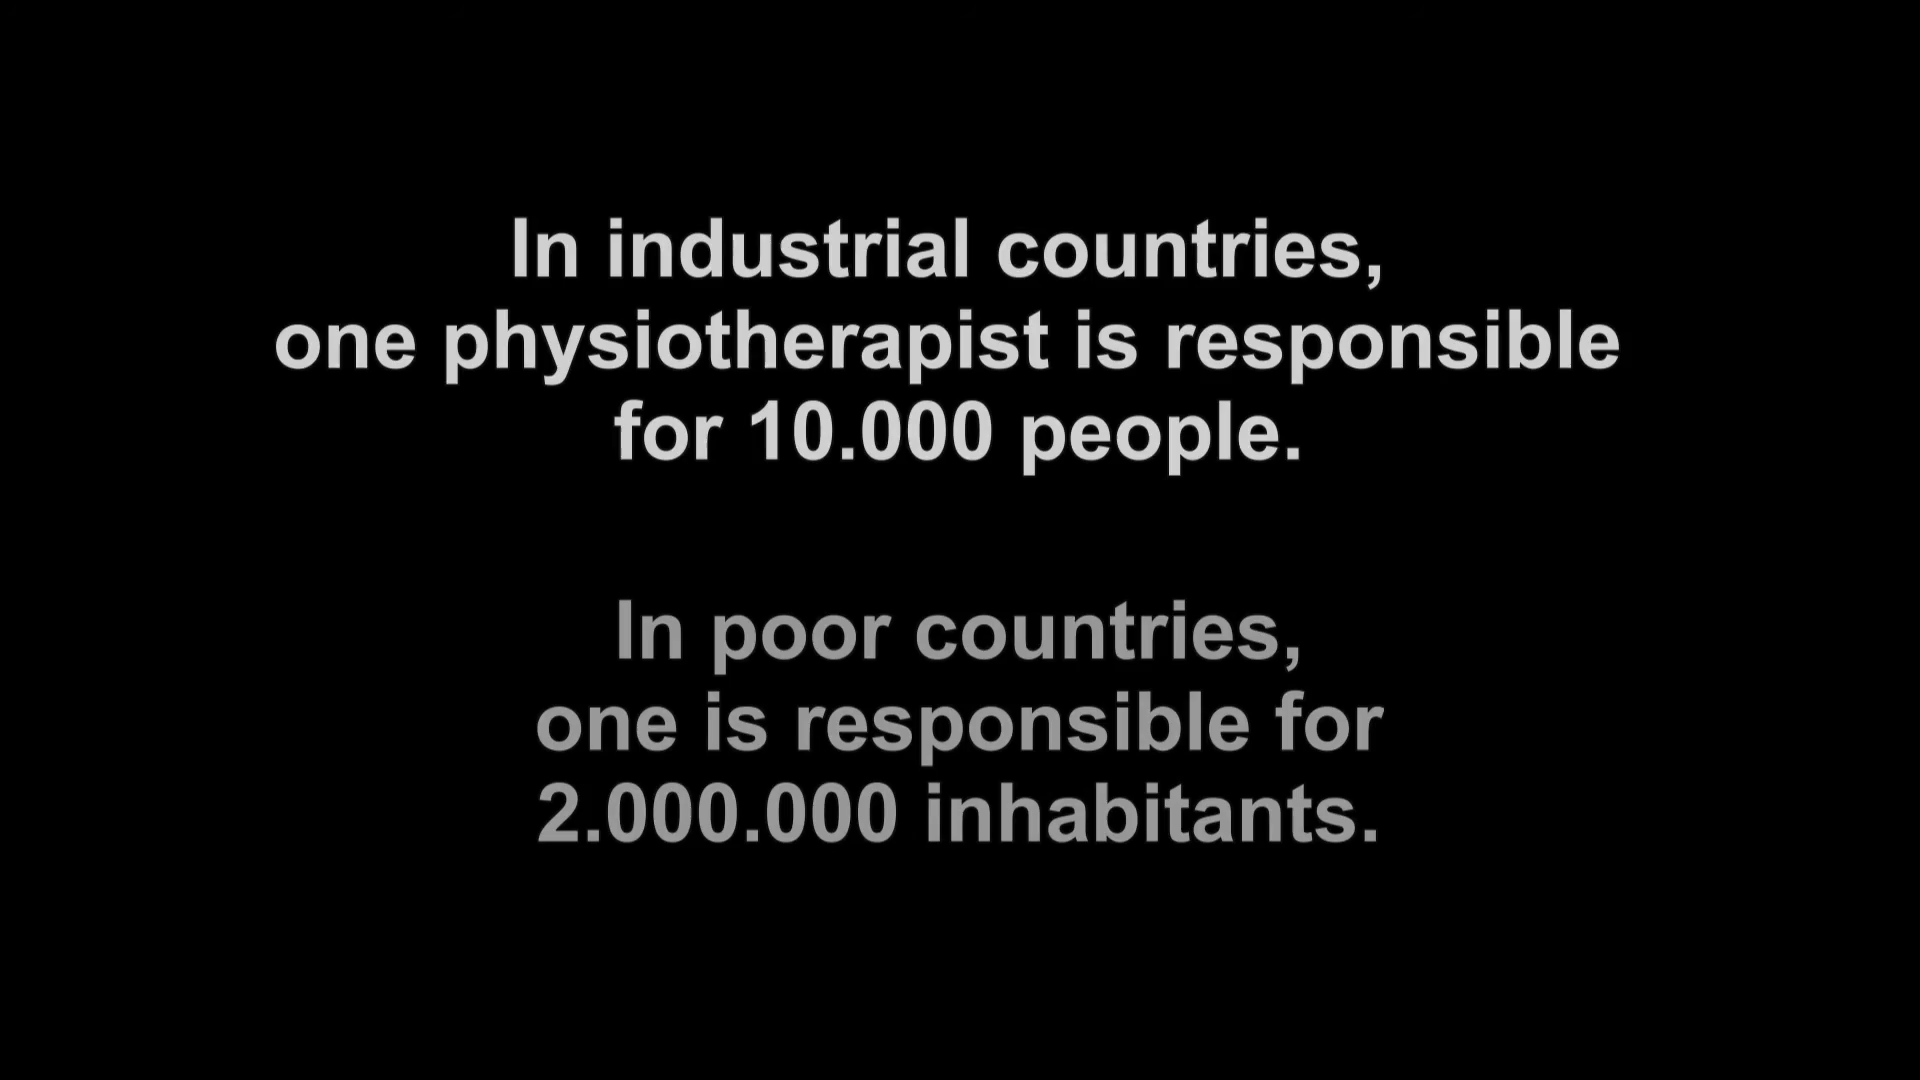 In industrial countries,
one physiotherapist is responsible
for 10.000 people.
In poor countries,
one is responsible for
2.000.000 inhabitants.